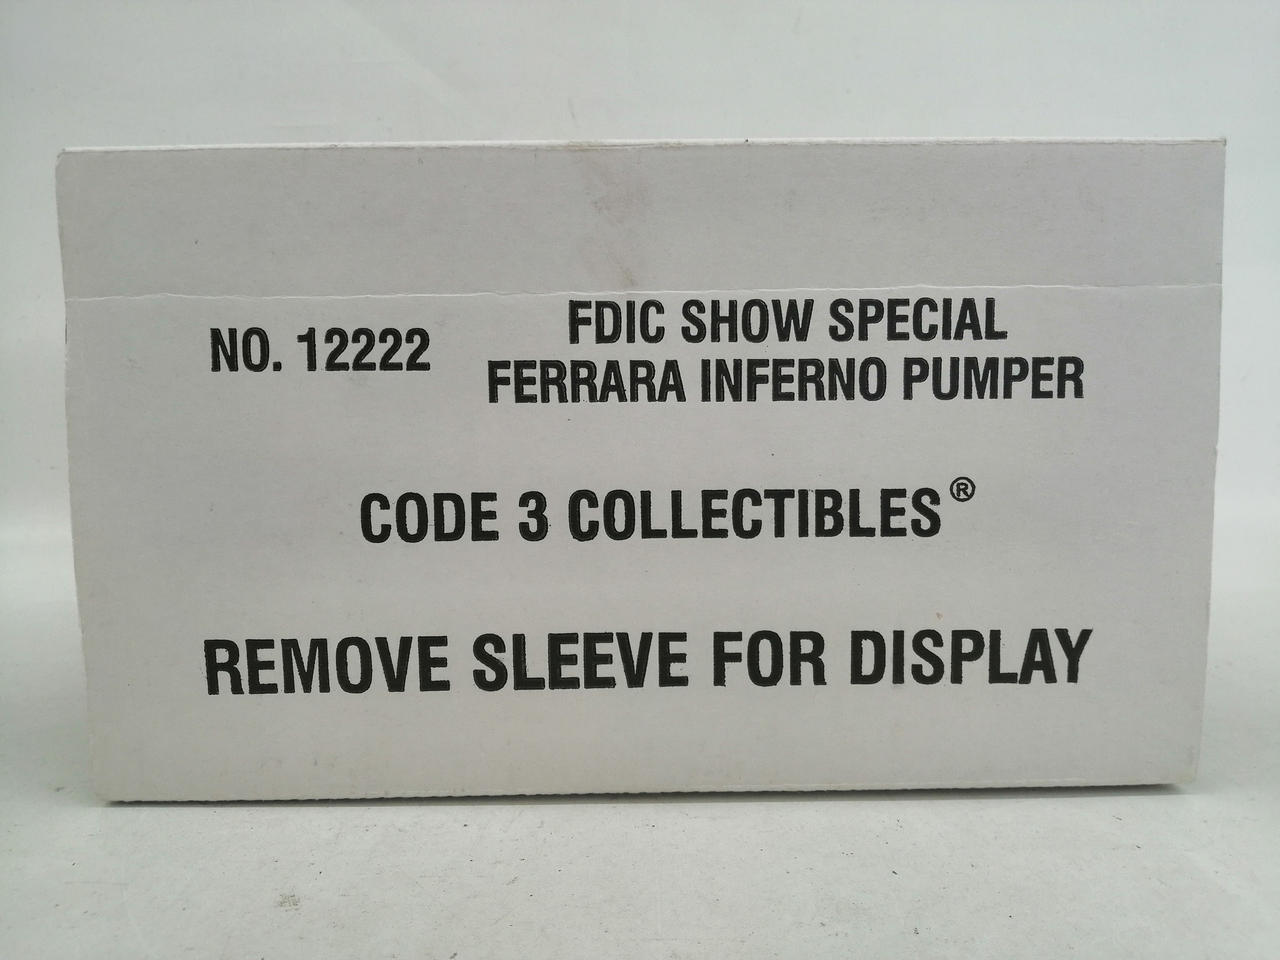 NO. 12222
FDIC SHOW SPECIAL
FERRARA INFERNO PUMPER
CODE 3 COLLECTIBLES®
REMOVE SLEEVE FOR DISPLAY